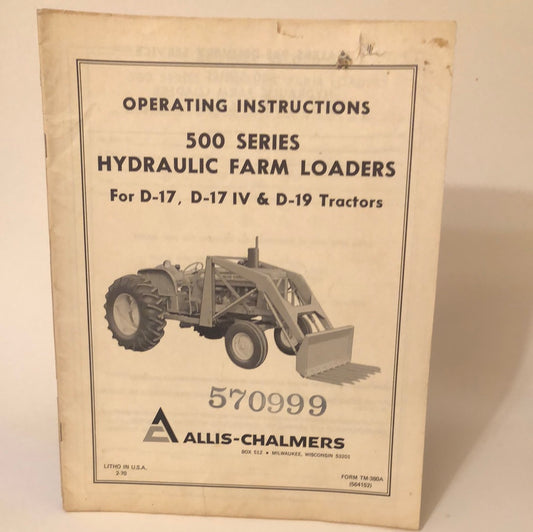 OPERATING INSTRUCTIONS
500 SERIES
HYDRAULIC FARM LOADERS
For D-17, D-17 IV & D-19 Tractors
570999
ALLIS-CHALMERS
BOX 512 • MILWAUKEE, WISCONSIN 53201
LITHO IN U.S.A.
2-70
FORM TM-380A
(564152)